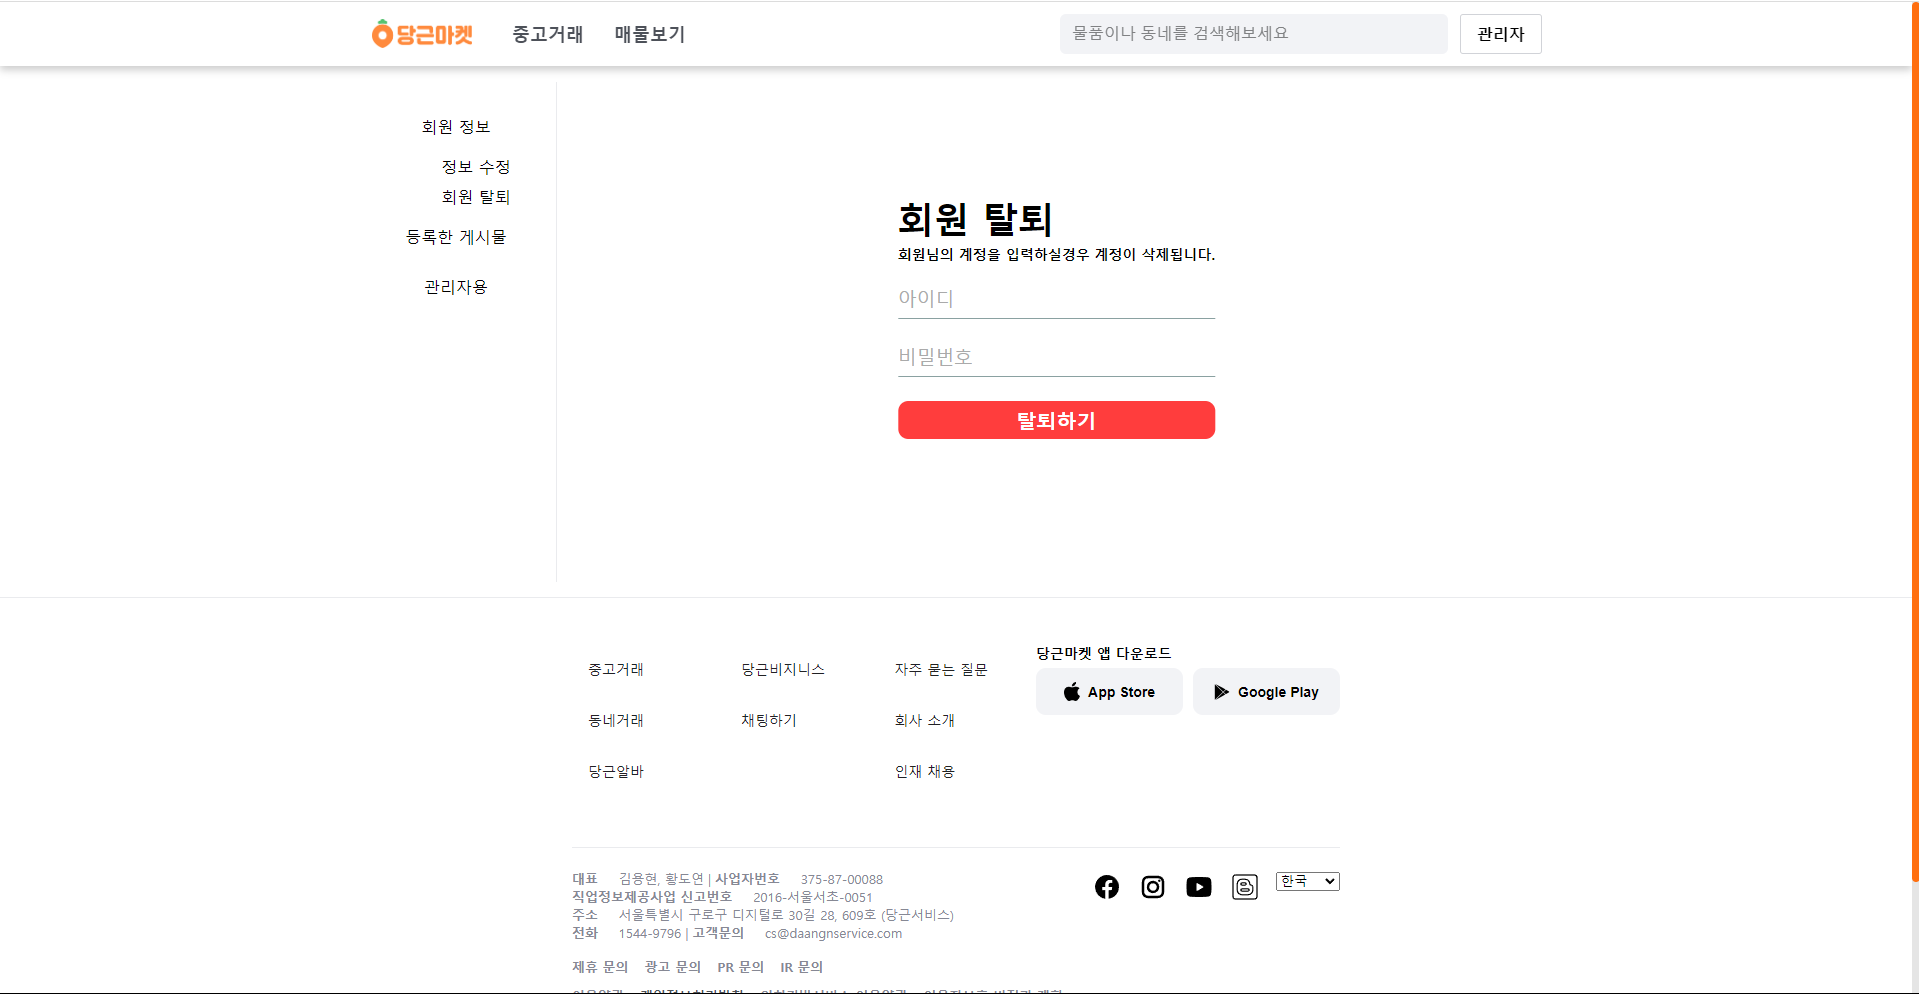 당근마켓 중고거래 매물보기 물품이나 동네를 검색해보세요 관리자
회원 정보
정보 수정
회원 탈퇴
등록한 게시물
관리자용
회원 탈퇴
회원님의 계정을 입력하실경우 계정이 삭제됩니다.
아이디
비밀번호
탈퇴하기
중고거래 당근비지니스 자주 묻는 질문
동네거래 채팅하기 회사 소개
당근알바 인재 채용
당근마켓 앱 다운로드
App Store Google Play
대표 김용현, 황도연 | 사업자번호 375-87-00088
직업정보제공사업 신고번호 2016-서울서초-0051
주소 서울특별시 구로구 디지털로 30길 28, 609호 (당근서비스)
전화 1544-9796 | 고객문의 cs@daangnservice.com
한국
제휴 문의 광고 문의 PR 문의 IR 문의